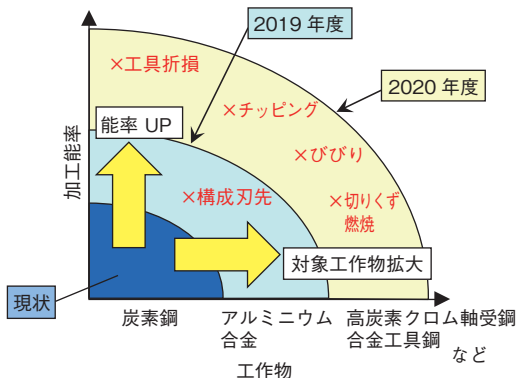 2019 年度
×工具折損
2020 年度
×チッピング
能率 UP
×びびり
加工能率
×構成刃先
×切りくず
燃焼
対象工作物拡大
現状
炭素鋼
アルミニウム
合金
高炭素クロム軸受鋼
合金工具鋼
など
工作物